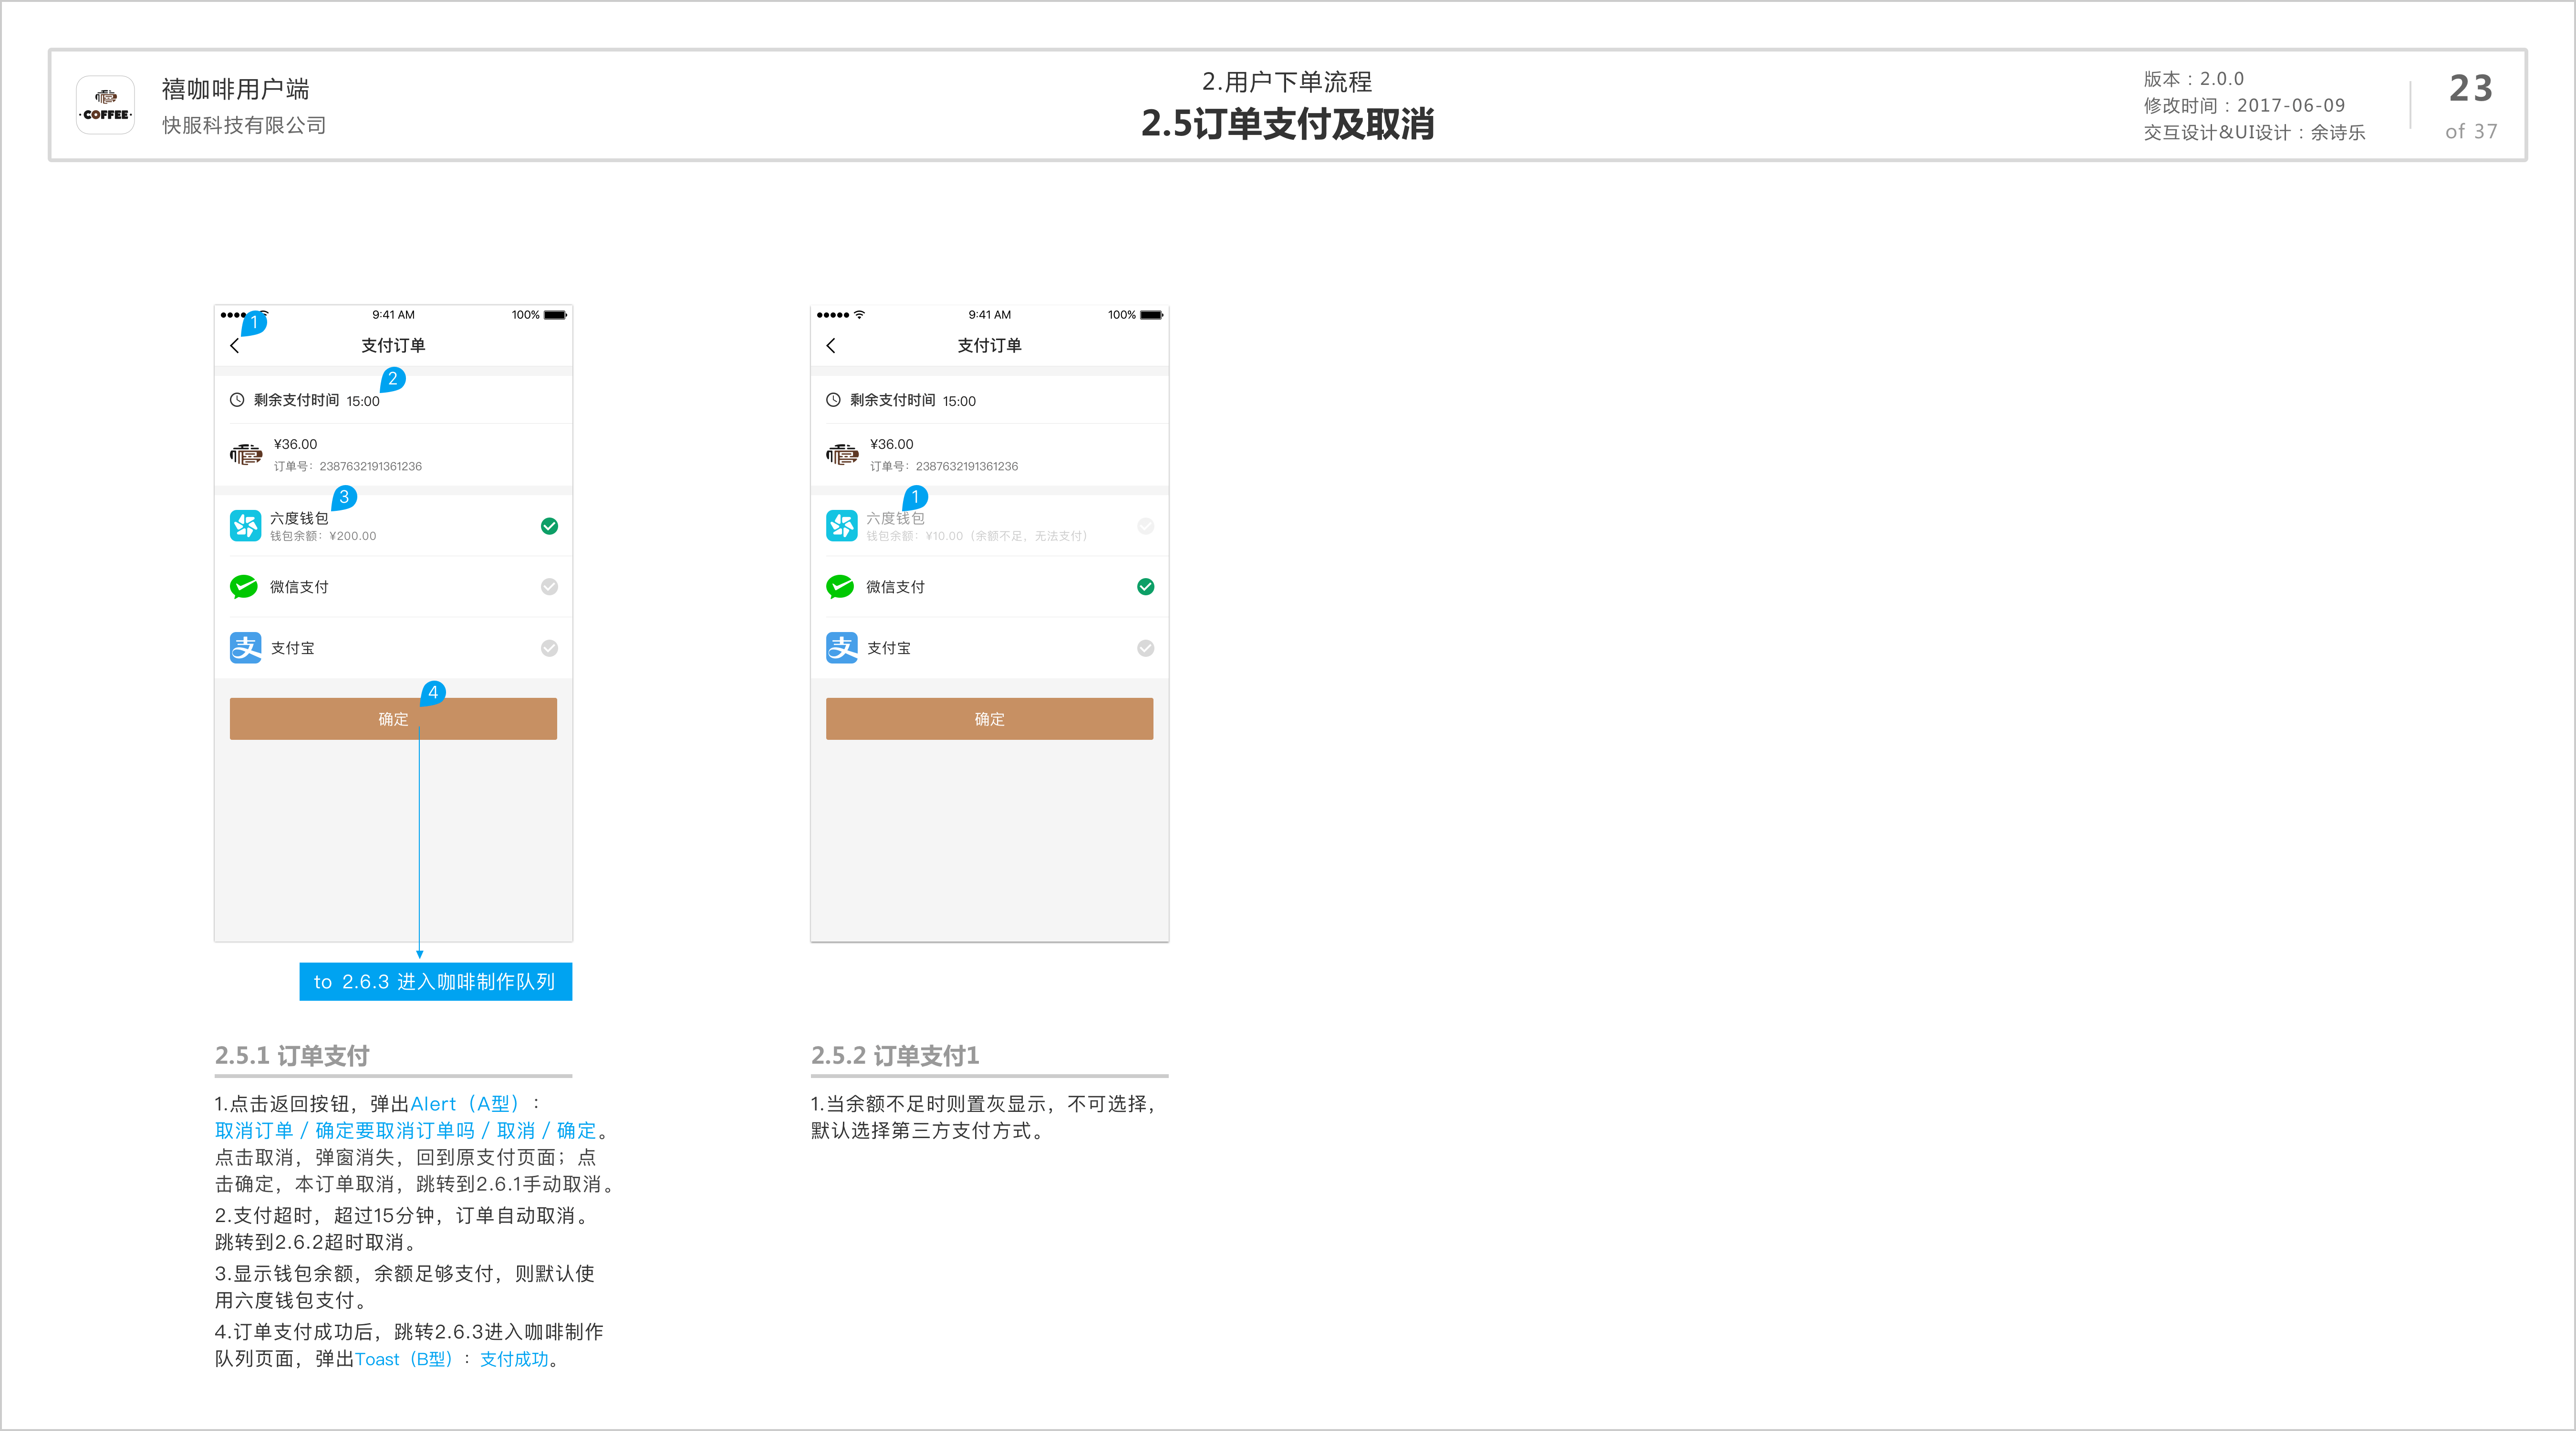 COFFEE
禧咖啡用户端
快服科技有限公司
2.用户下单流程
2.5订单支付及取消
版本：2.0.0
修改时间：2017-06-09
交互设计&UI设计：余诗乐
23
of 37
1
9:41 AM
100%
支付订单
2
剩余支付时间 15:00
¥36.00
订单号：2387632191361236
3
六度钱包
钱包余额：¥200.00
微信支付
支 支付宝
4
确定
to 2.6.3 进入咖啡制作队列
2.5.1 订单支付
1.点击返回按钮，弹出Alert（A型）：
取消订单 / 确定要取消订单吗 / 取消 / 确定。
点击取消，弹窗消失，回到原支付页面；点
击确定，本订单取消，跳转到2.6.1手动取消。
2.支付超时，超过15分钟，订单自动取消。
跳转到2.6.2超时取消。
3.显示钱包余额，余额足够支付，则默认使
用六度钱包支付。
4.订单支付成功后，跳转2.6.3进入咖啡制作
队列页面，弹出Toast（B型）：支付成功。
9:41 AM
100%
支付订单
剩余支付时间 15:00
¥36.00
订单号：2387632191361236
1
六度钱包
钱包余额：¥10.00（余额不足，无法支付）
微信支付
支 支付宝
确定
2.5.2 订单支付1
1.当余额不足时则置灰显示，不可选择，
默认选择第三方支付方式。